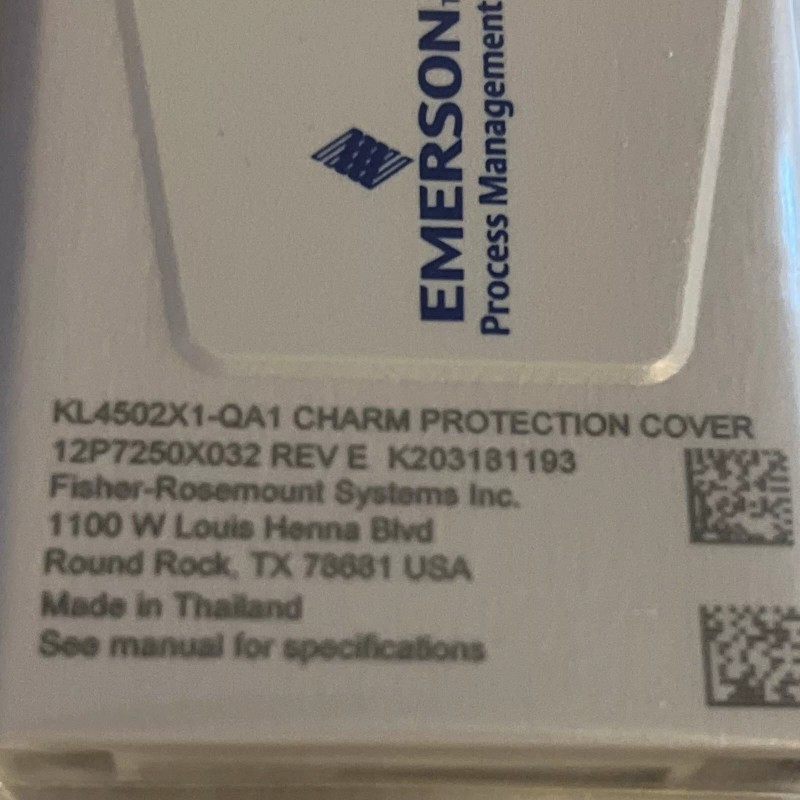 EMERSON
Process Management
KL4502X1-QA1 CHARM PROTECTION COVER
12P7250X032 REV E K203181193
Fisher-Rosemount Systems Inc.
1100 W Louis Henna Blvd
Round Rock, TX 78681 USA
Made in Thailand
See manual for specifications